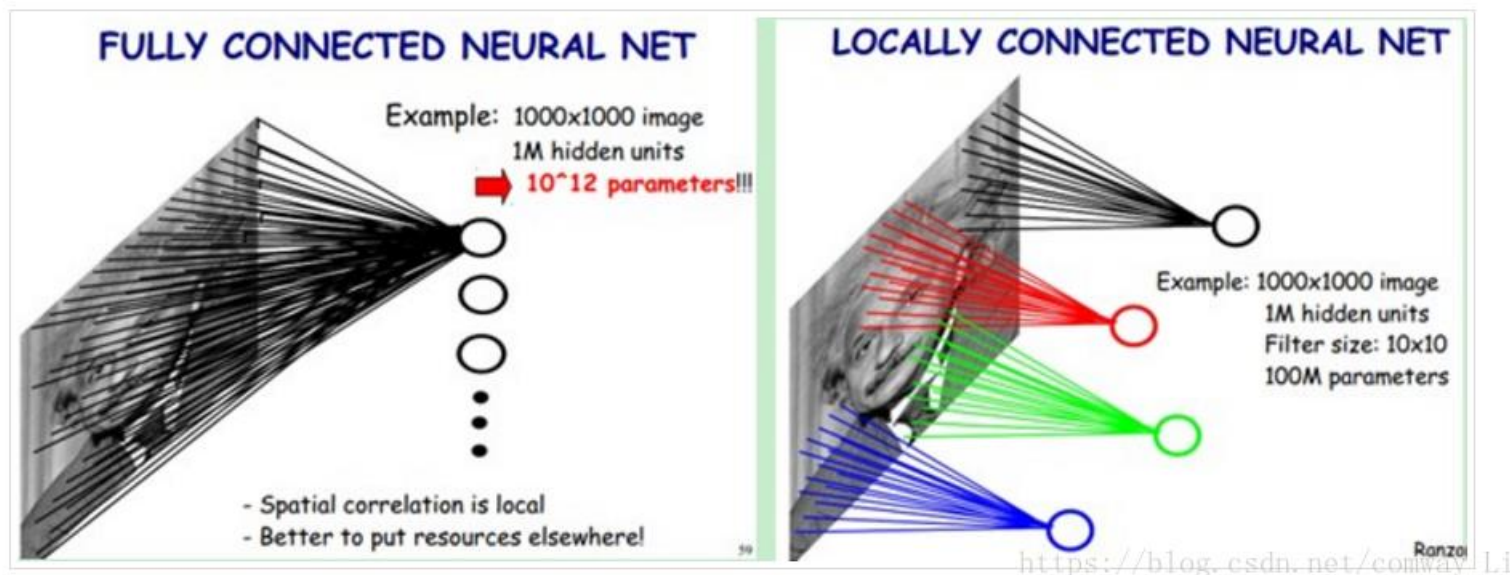 FULLY CONNECTED NEURAL NET
Example: 1000x1000 image
1M hidden units
10^12 parameters!!!
- Spatial correlation is local
- Better to put resources elsewhere!
59
LOCALLY CONNECTED NEURAL NET
Example: 1000x1000 image
1M hidden units
Filter size: 10x10
100M parameters
Ranzo
https://blog.csdn.net/comway_Li